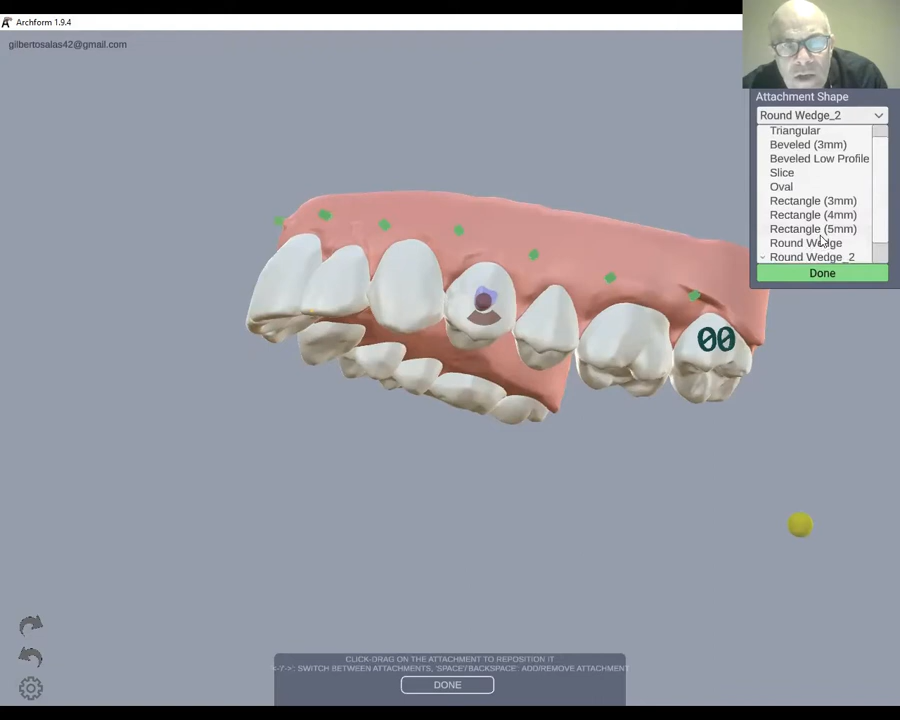 Archform 1.9.4
gilbertosalas42@gmail.com
Attachment Shape
Round Wedge_2
Triangular
Beveled (3mm)
Beveled Low Profile
Slice
Oval
Rectangle (3mm)
Rectangle (4mm)
Rectangle (5mm)
Round Wedge
Round Wedge_2
Done
00
CLICK-DRAG ON THE ATTACHMENT TO REPOSITION IT
'<-'/'->': SWITCH BETWEEN ATTACHMENTS, 'SPACE'/'BACKSPACE': ADD/REMOVE ATTACHMENT
DONE